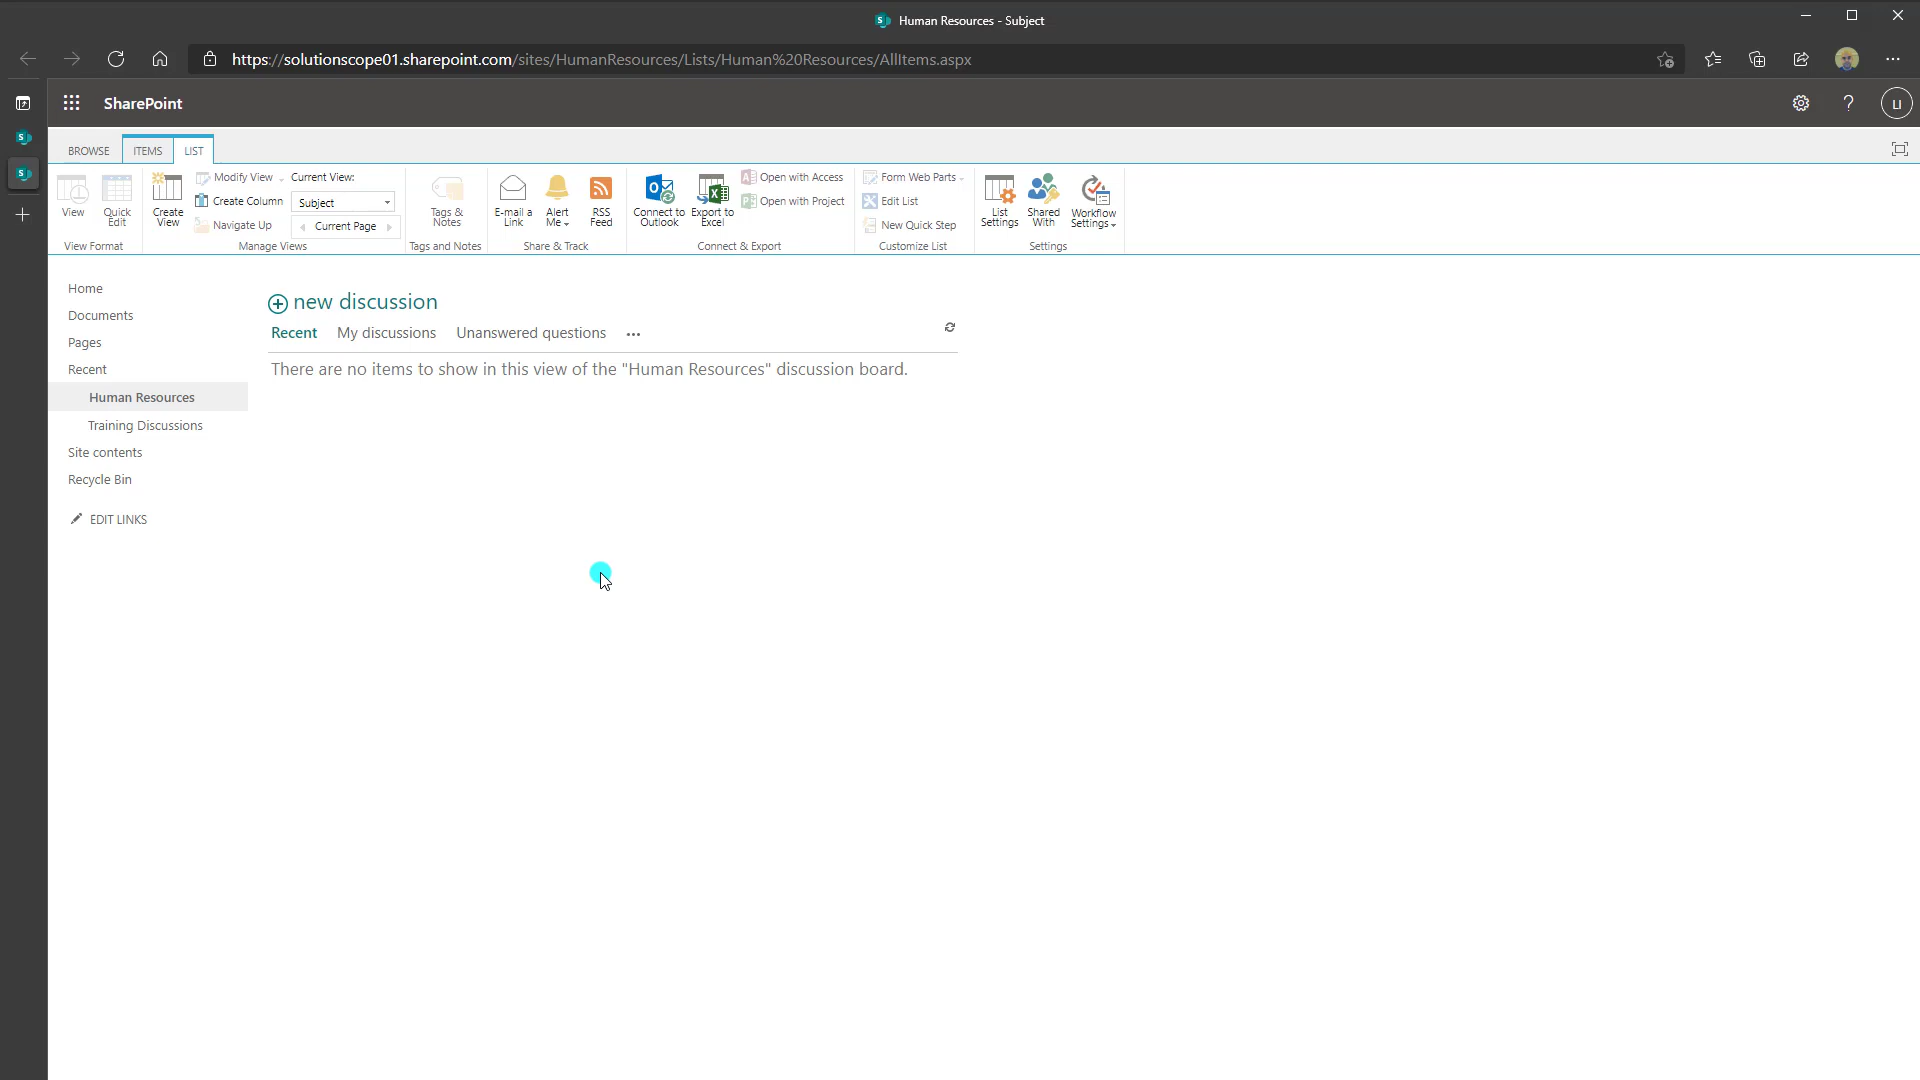 Human Resources - Subject
https://solutionscope01.sharepoint.com/sites/HumanResources/Lists/Human%20Resources/AllItems.aspx
SharePoint
?
LI
BROWSE ITEMS LIST
View
Quick Edit
View Format
Create View
Modify View
Create Column
Navigate Up
Current View:
Subject
Current Page
Manage Views
Tags & Notes
Tags and Notes
E-mail a Link
Alert Me
RSS Feed
Share & Track
Connect to Outlook
Export to Excel
Open with Access
Open with Project
Connect & Export
Form Web Parts
Edit List
New Quick Step
Customize List
List Settings
Shared With
Workflow Settings
Settings
Home
Documents
Pages
Recent
Human Resources
Training Discussions
Site contents
Recycle Bin
EDIT LINKS
new discussion
Recent My discussions Unanswered questions ...
There are no items to show in this view of the "Human Resources" discussion board.